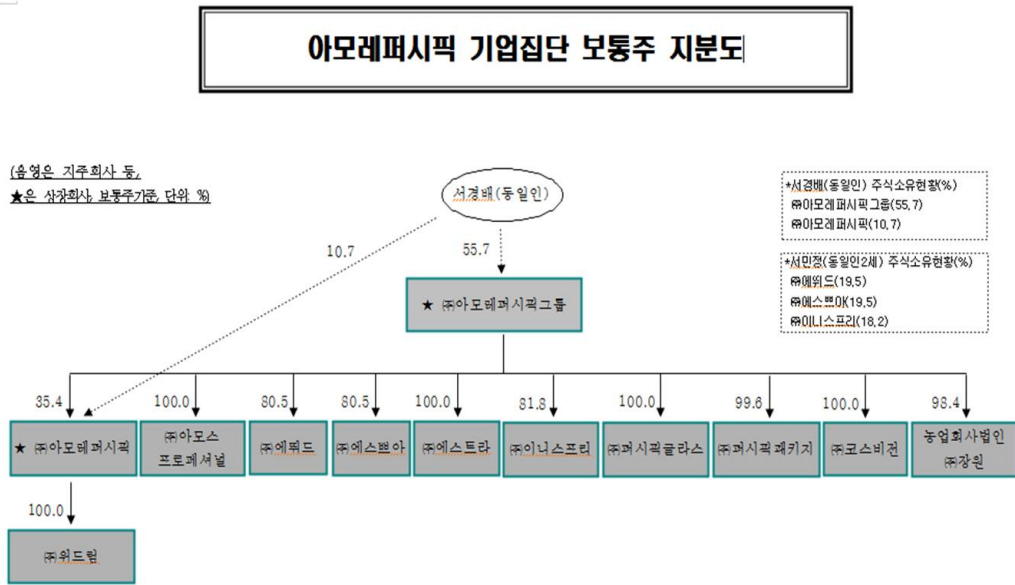 아모레퍼시픽 기업집단 보통주 지분도
(음영은 지주회사 등,
★은 상장회사, 보통주기준, 단위 %)
서경배(동일인)
*서경배(동일인) 주식소유현황(%)
㈜아모레퍼시픽그룹(55.7)
㈜아모레퍼시픽(10.7)
10.7
55.7
*서민정(동일인2세) 주식소유현황(%)
㈜에뛰드(19.5)
㈜에스쁘아(19.5)
㈜이니스프리(18.2)
★ ㈜아모레퍼시픽그룹
35.4
100.0
80.5
80.5
100.0
81.8
100.0
99.6
100.0
98.4
★ ㈜아모레퍼시픽
㈜아모스
프로페셔널
㈜에뛰드
㈜에스쁘아
㈜에스트라
㈜이니스프리
㈜퍼시픽글라스
㈜퍼시픽패키지
㈜코스비전
농업회사법인
㈜장원
100.0
㈜위드림